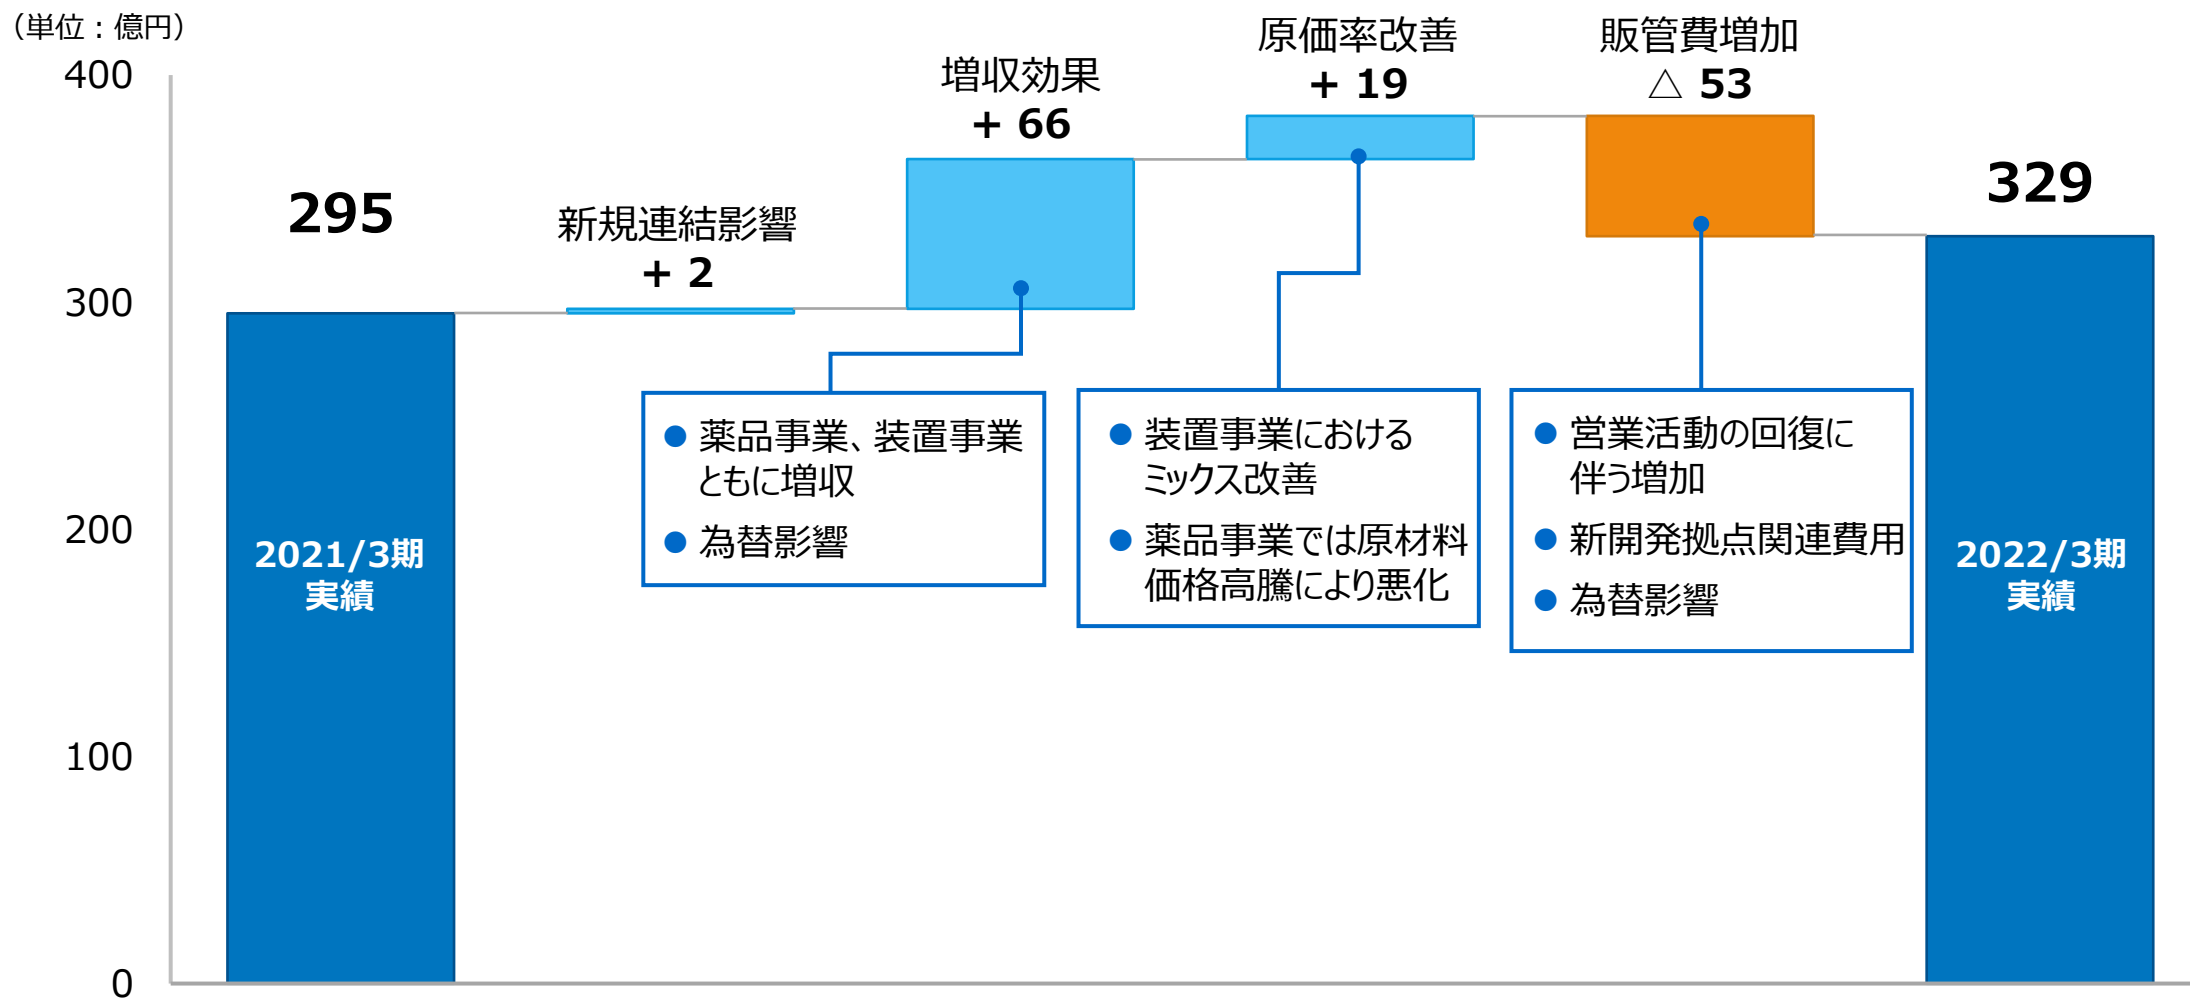 （単位：億円）
400
300
200
100
0
295
2021/3期
実績
新規連結影響
+ 2
増収効果
+ 66
原価率改善
+ 19
販管費増加
△ 53
329
2022/3期
実績
● 薬品事業、装置事業
ともに増収
● 為替影響
● 装置事業における
ミックス改善
● 薬品事業では原材料
価格高騰により悪化
● 営業活動の回復に
伴う増加
● 新開発拠点関連費用
● 為替影響